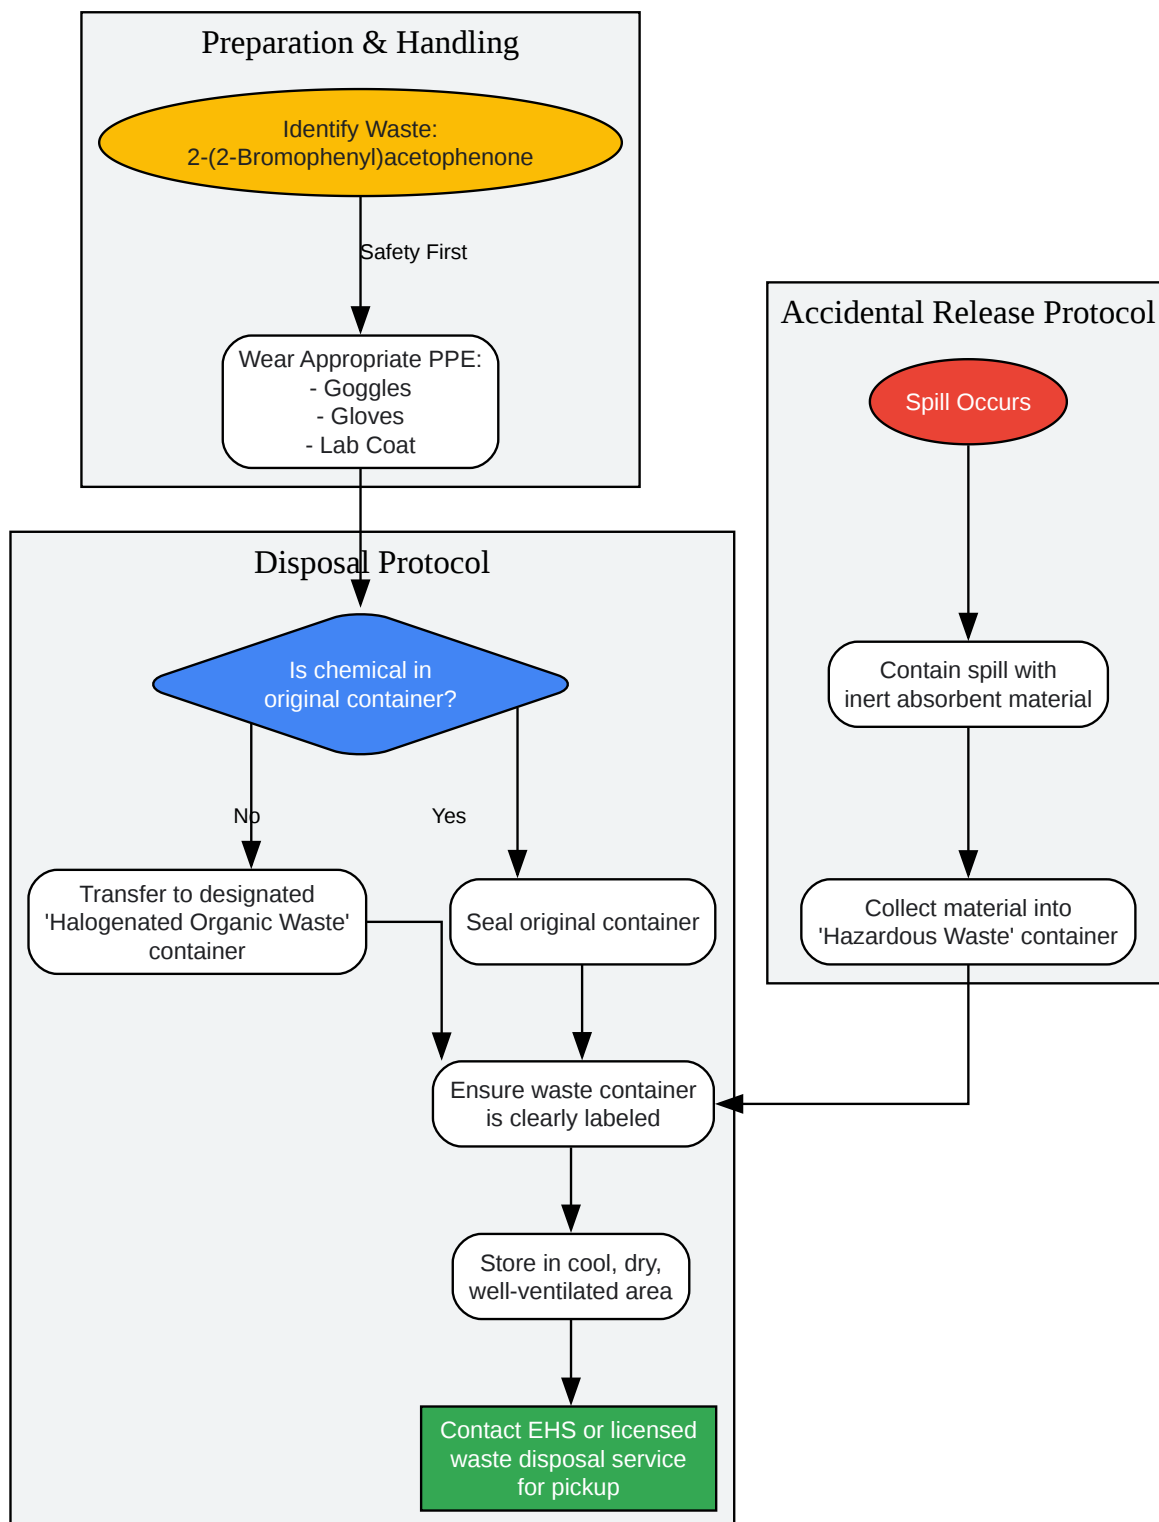 Preparation & Handling
Identify Waste:
2-(2-Bromophenyl)acetophenone
Safety First
Wear Appropriate PPE:
- Goggles
- Gloves
- Lab Coat
Disposal Protocol
Is chemical in
original container?
No
Yes
Transfer to designated
'Halogenated Organic Waste'
container
Seal original container
Ensure waste container
is clearly labeled
Store in cool, dry,
well-ventilated area
Contact EHS or licensed
waste disposal service
for pickup
Accidental Release Protocol
Spill Occurs
Contain spill with
inert absorbent material
Collect material into
'Hazardous Waste' container